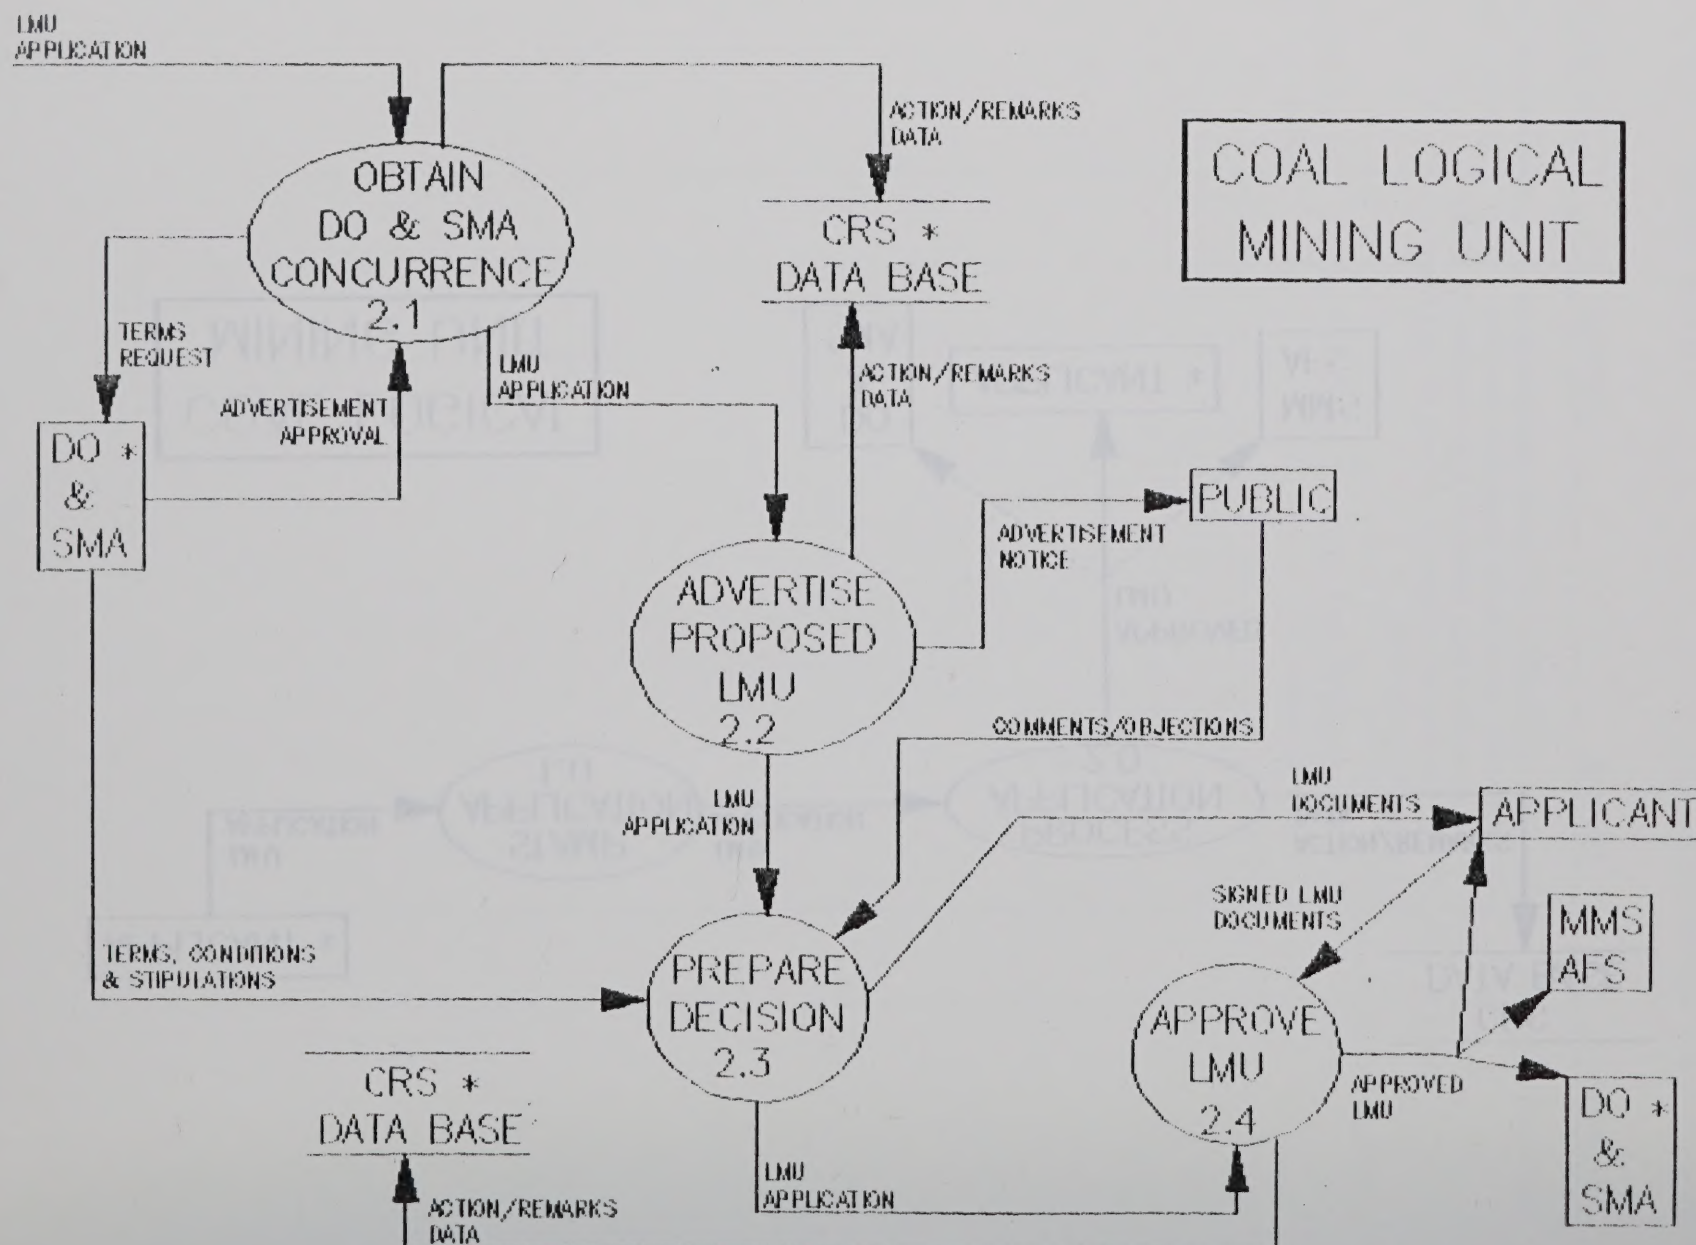 LMU
APPLICATION
ACTION/REMARKS
DATA
COAL LOGICAL
MINING UNIT
OBTAIN
DO & SMA
CONCURRENCE
2.1
CRS *
DATA BASE
TERMS
REQUEST
LMU
APPLICATION
ACTION/REMARKS
DATA
ADVERTISEMENT
APPROVAL
DO *
&
SMA
PUBLIC
ADVERTISEMENT
NOTICE
ADVERTISE
PROPOSED
LMU
2.2
COMMENTS/OBJECTIONS
LMU
APPLICATION
LMU
DOCUMENTS
APPLICANT
SIGNED LMU
DOCUMENTS
MMS
AFS
TERMS, CONDITIONS
& STIPULATIONS
PREPARE
DECISION
2.3
APPROVE
LMU
2.4
APPROVED
LMU
DO *
&
SMA
CRS *
DATA BASE
LMU
APPLICATION
ACTION/REMARKS
DATA